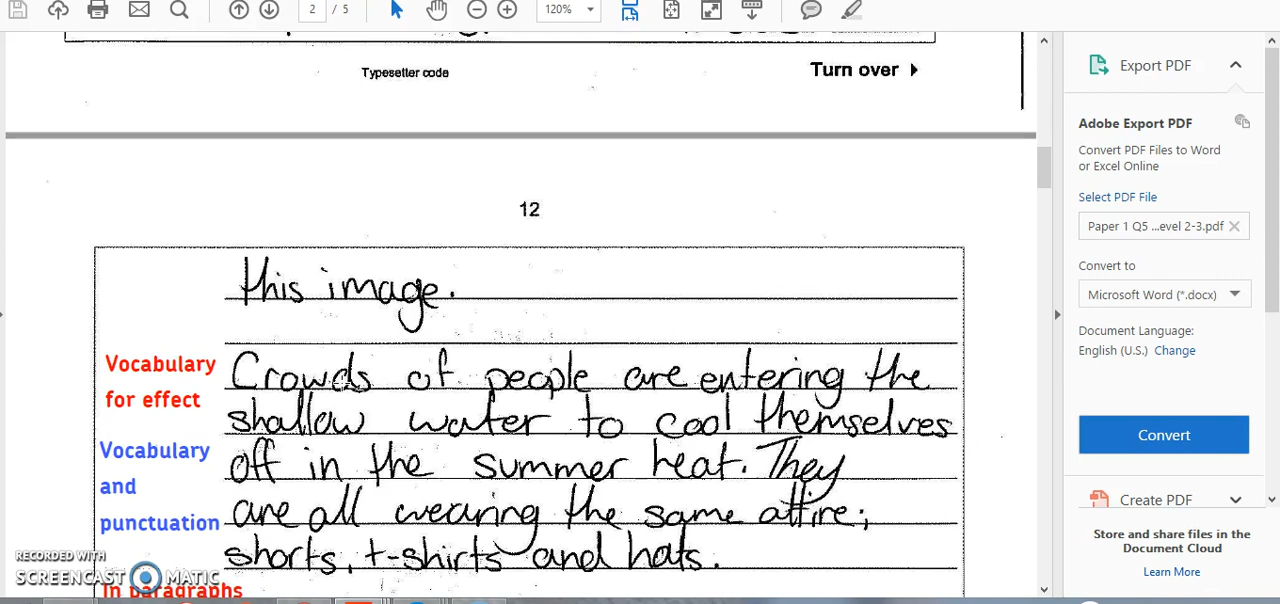 2 / 5
120%
Typesetter code
Turn over
12
this image.
Vocabulary for effect
Crowds of people are entering the
shallow water to cool themselves
off in the summer heat. They
Vocabulary and punctuation
are all wearing the same attire;
shorts, t-shirts and hats.
In paragraphs
RECORDED WITH
SCREENCAST MATIC
Export PDF
Adobe Export PDF
Convert PDF Files to Word
or Excel Online
Select PDF File
Paper 1 Q5 ...evel 2-3.pdf
Convert to
Microsoft Word (*.docx)
Document Language:
English (U.S.) Change
Convert
Create PDF
Store and share files in the
Document Cloud
Learn More